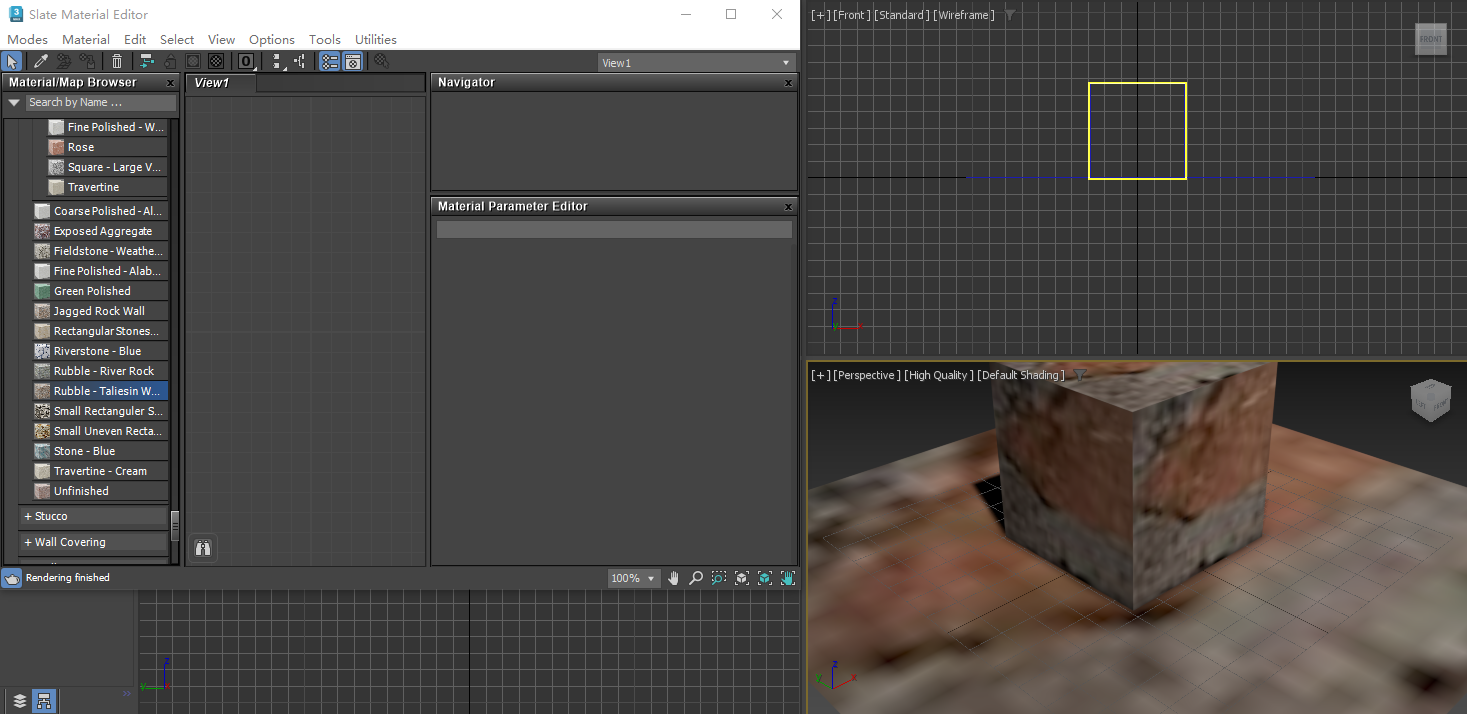 Slate Material Editor
Modes Material Edit Select View Options Tools Utilities
View1
Material/Map Browser x
Search by Name ...
Fine Polished - W...
Rose
Square - Large V...
Travertine
Coarse Polished - Al...
Exposed Aggregate
Fieldstone - Weathe...
Fine Polished - Alab...
Green Polished
Jagged Rock Wall
Rectangular Stones...
Riverstone - Blue
Rubble - River Rock
Rubble - Taliesin W...
Small Rectanguler S...
Small Uneven Recta...
Stone - Blue
Travertine - Cream
Unfinished
+ Stucco
+ Wall Covering
Rendering finished
View1
Navigator x
Material Parameter Editor x
100%
[+] [Front ] [Standard ] [Wireframe ]
FRONT
z
x
y
[+] [Perspective ] [High Quality ] [Default Shading ]
z
y
x
z
y